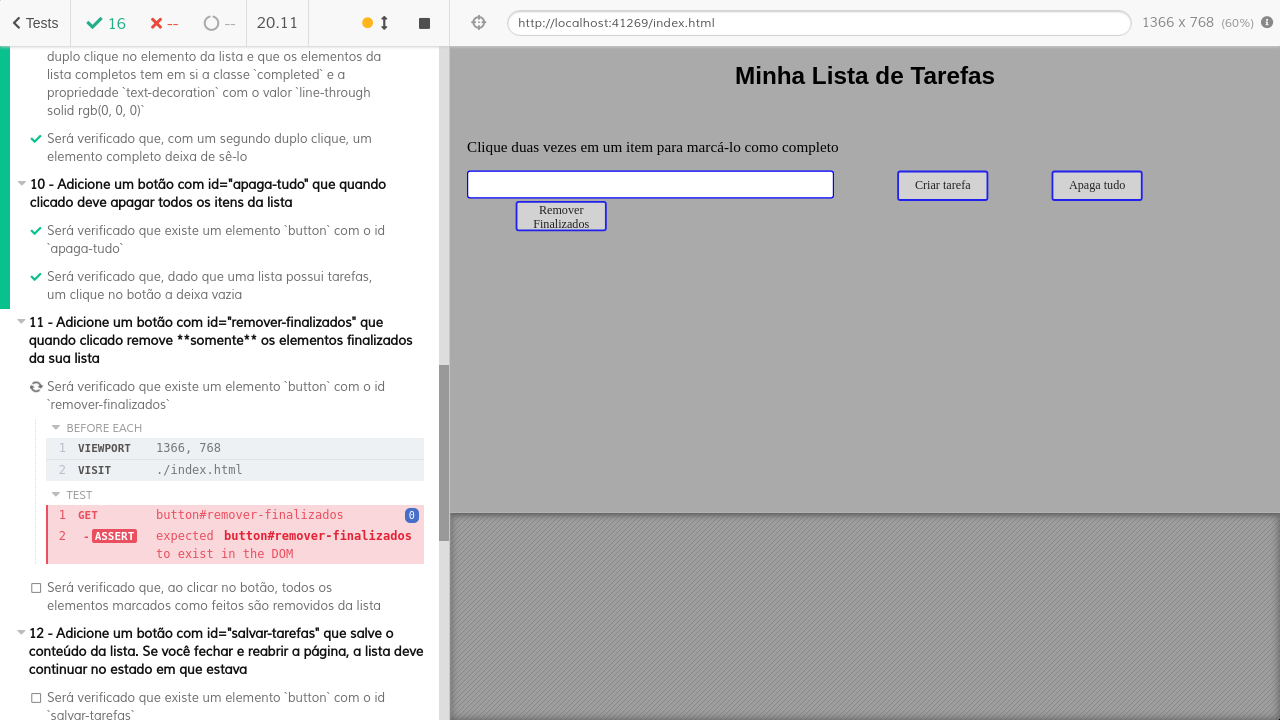 Tests
16
--
--
20.11
http://localhost:41269/index.html
1366 x 768 (60%)
duplo clique no elemento da lista e que os elementos da
lista completos tem em si a classe `completed` e a
propriedade `text-decoration` com o valor `line-through
solid rgb(0, 0, 0)`
Será verificado que, com um segundo duplo clique, um
elemento completo deixa de sê-lo
10 - Adicione um botão com id="apaga-tudo" que quando
clicado deve apagar todos os itens da lista
Será verificado que existe um elemento `button` com o id
`apaga-tudo`
Será verificado que, dado que uma lista possui tarefas,
um clique no botão a deixa vazia
11 - Adicione um botão com id="remover-finalizados" que
quando clicado remove **somente** os elementos finalizados
da sua lista
Será verificado que existe um elemento `button` com o id
`remover-finalizados`
BEFORE EACH
1 VIEWPORT 1366, 768
2 VISIT ./index.html
TEST
1 GET button#remover-finalizados 0
2 -ASSERT expected button#remover-finalizados
to exist in the DOM
Será verificado que, ao clicar no botão, todos os
elementos marcados como feitos são removidos da lista
12 - Adicione um botão com id="salvar-tarefas" que salve o
conteúdo da lista. Se você fechar e reabrir a página, a lista deve
continuar no estado em que estava
Será verificado que existe um elemento `button` com o id
`salvar-tarefas`
Minha Lista de Tarefas
Clique duas vezes em um item para marcá-lo como completo
Criar tarefa
Apaga tudo
Remover
Finalizados